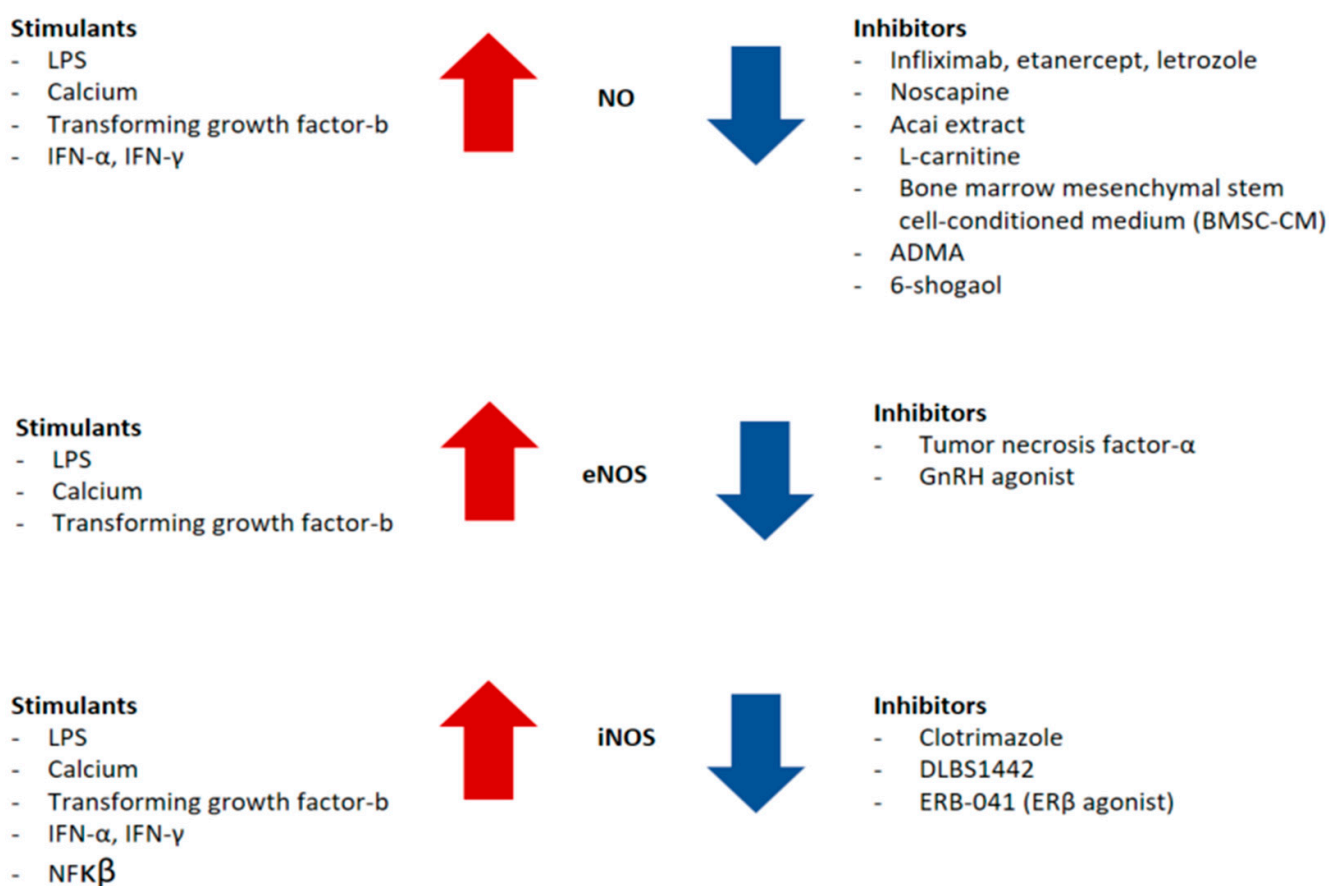 Stimulants
- LPS
- Calcium
- Transforming growth factor-b
- IFN-α, IFN-γ
NO
Inhibitors
- Infliximab, etanercept, letrozole
- Noscapine
- Acai extract
- L-carnitine
- Bone marrow mesenchymal stem
cell-conditioned medium (BMSC-CM)
- ADMA
- 6-shogaol
Stimulants
- LPS
- Calcium
- Transforming growth factor-b
eNOS
Inhibitors
- Tumor necrosis factor-α
- GnRH agonist
Stimulants
- LPS
- Calcium
- Transforming growth factor-b
- IFN-α, IFN-γ
- NFKβ
iNOS
Inhibitors
- Clotrimazole
- DLBS1442
- ERB-041 (ERβ agonist)